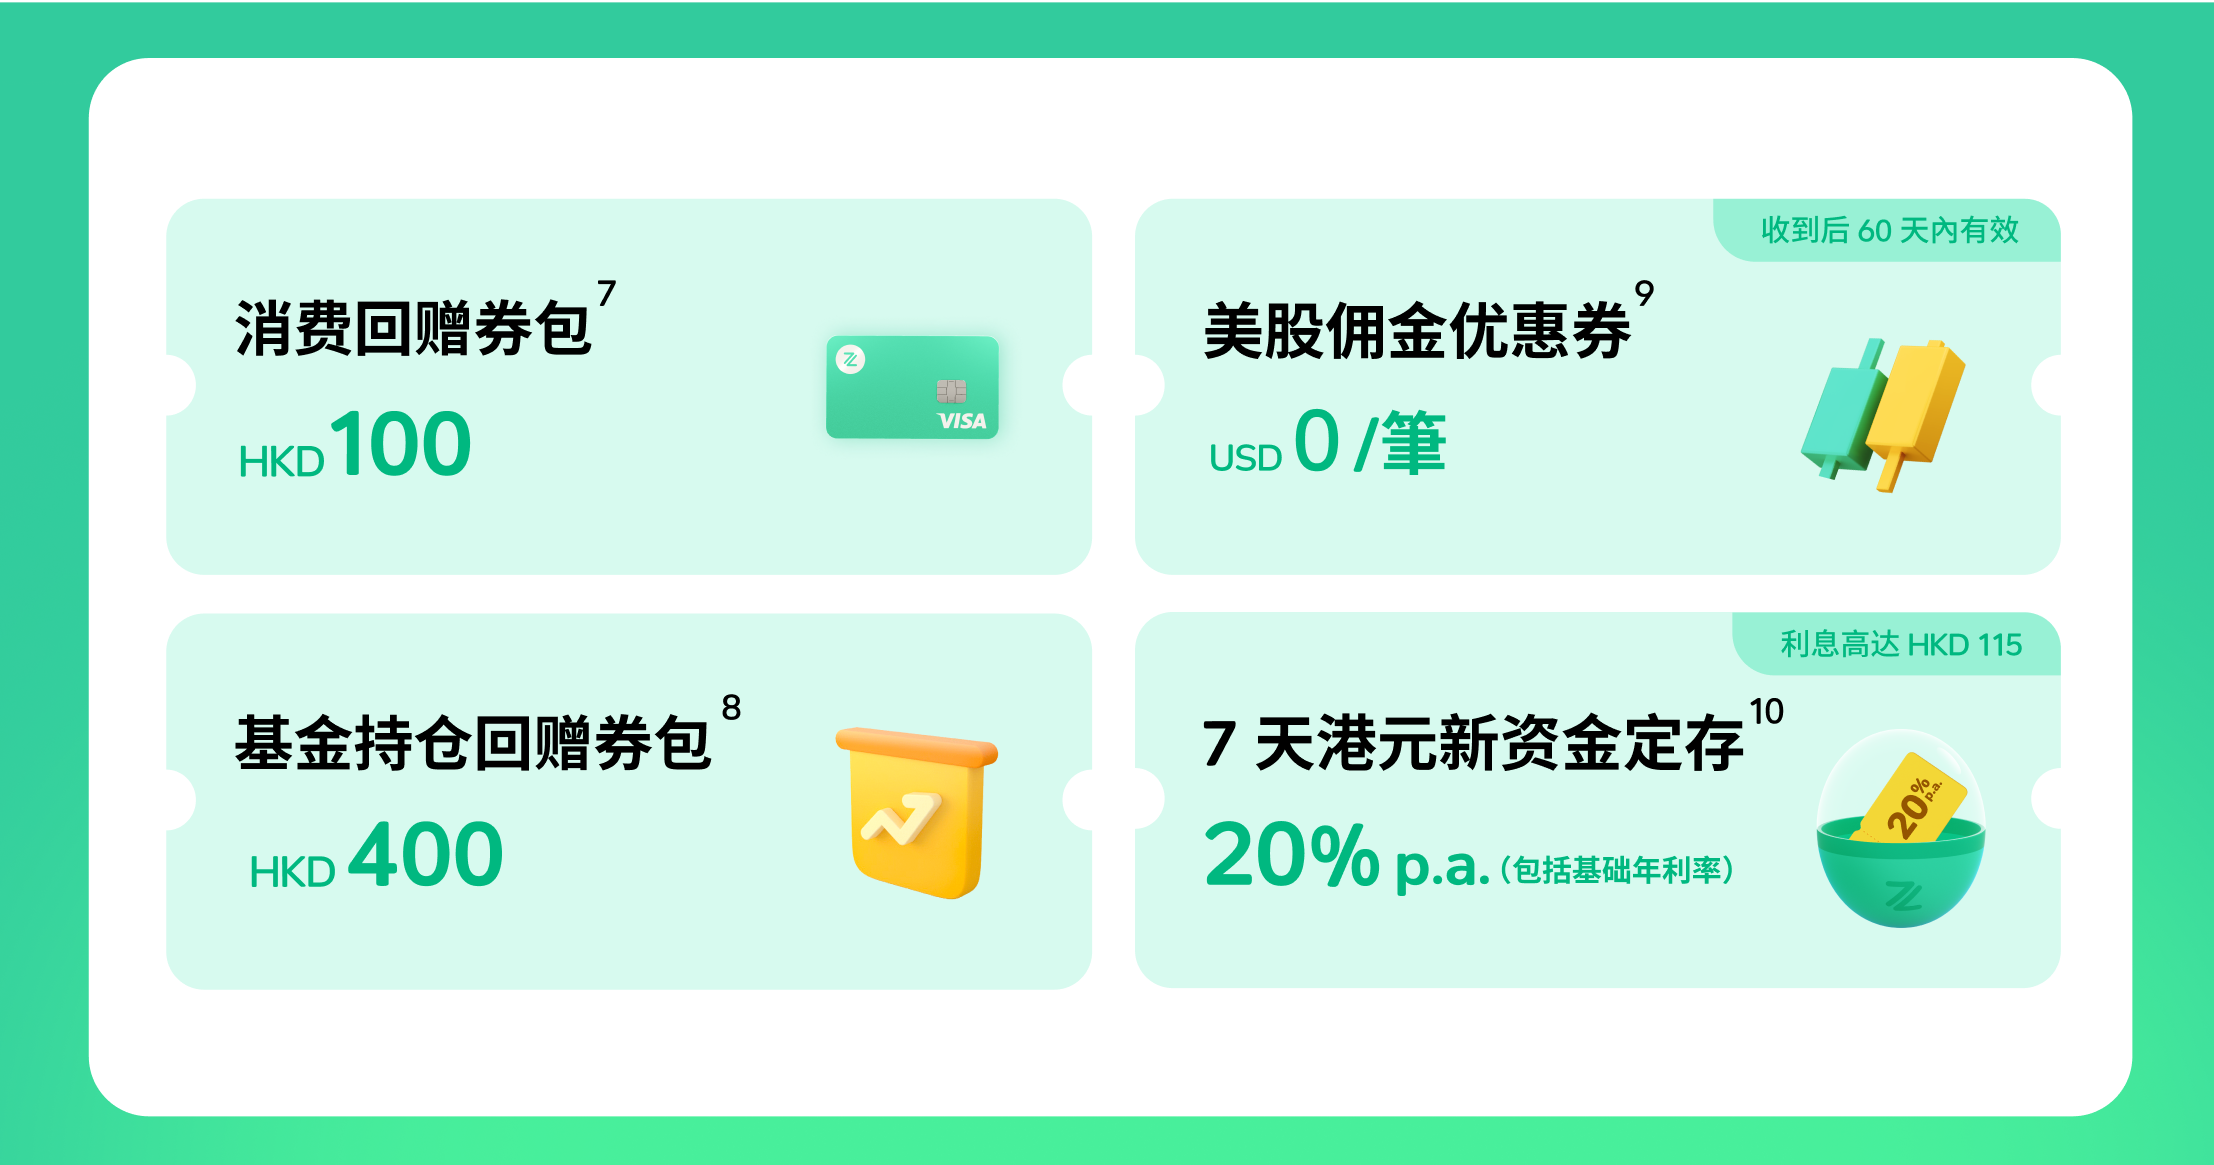 消费回赠券包7
HKD 100
VISA
收到后 60 天內有效
美股佣金优惠券9
USD 0 /筆
基金持仓回赠券包8
HKD 400
利息高达 HKD 115
7 天港元新资金定存10
20% p.a. (包括基础年利率)
20% p.a.